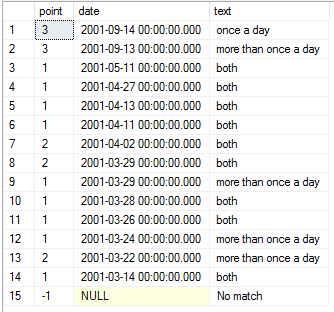 point date text
1 3 2001-09-14 00:00:00.000 once a day
2 3 2001-09-13 00:00:00.000 more than once a day
3 1 2001-05-11 00:00:00.000 both
4 1 2001-04-27 00:00:00.000 both
5 1 2001-04-13 00:00:00.000 both
6 1 2001-04-11 00:00:00.000 both
7 2 2001-04-02 00:00:00.000 both
8 2 2001-03-29 00:00:00.000 both
9 1 2001-03-29 00:00:00.000 more than once a day
10 1 2001-03-28 00:00:00.000 both
11 1 2001-03-26 00:00:00.000 both
12 1 2001-03-24 00:00:00.000 more than once a day
13 2 2001-03-22 00:00:00.000 more than once a day
14 1 2001-03-14 00:00:00.000 both
15 -1 NULL No match